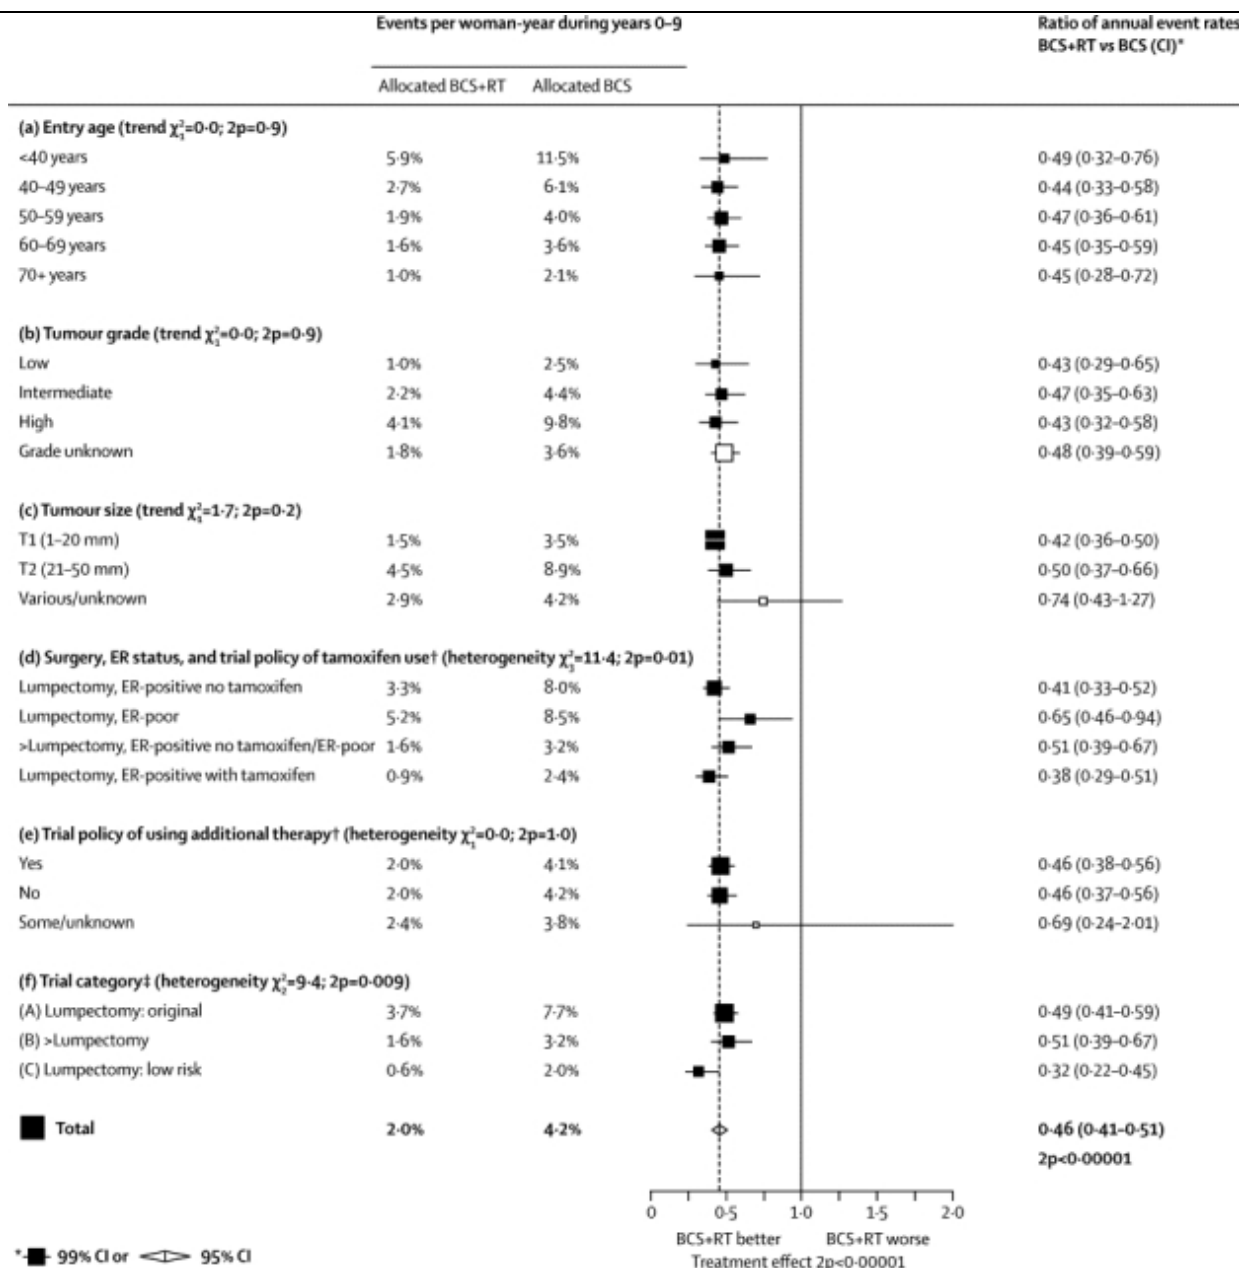 Events per woman-year during years 0–9 Ratio of annual event rates
BCS+RT vs BCS (CI)*
Allocated BCS+RT Allocated BCS
(a) Entry age (trend χ²₁=0·0; 2p=0·9)
<40 years 5·9% 11·5% 0·49 (0·32–0·76)
40–49 years 2·7% 6·1% 0·44 (0·33–0·58)
50–59 years 1·9% 4·0% 0·47 (0·36–0·61)
60–69 years 1·6% 3·6% 0·45 (0·35–0·59)
70+ years 1·0% 2·1% 0·45 (0·28–0·72)
(b) Tumour grade (trend χ²₁=0·0; 2p=0·9)
Low 1·0% 2·5% 0·43 (0·29–0·65)
Intermediate 2·2% 4·4% 0·47 (0·35–0·63)
High 4·1% 9·8% 0·43 (0·32–0·58)
Grade unknown 1·8% 3·6% 0·48 (0·39–0·59)
(c) Tumour size (trend χ²₁=1·7; 2p=0·2)
T1 (1–20 mm) 1·5% 3·5% 0·42 (0·36–0·50)
T2 (21–50 mm) 4·5% 8·9% 0·50 (0·37–0·66)
Various/unknown 2·9% 4·2% 0·74 (0·43–1·27)
(d) Surgery, ER status, and trial policy of tamoxifen use† (heterogeneity χ²₃=11·4; 2p=0·01)
Lumpectomy, ER-positive no tamoxifen 3·3% 8·0% 0·41 (0·33–0·52)
Lumpectomy, ER-poor 5·2% 8·5% 0·65 (0·46–0·94)
>Lumpectomy, ER-positive no tamoxifen/ER-poor 1·6% 3·2% 0·51 (0·39–0·67)
Lumpectomy, ER-positive with tamoxifen 0·9% 2·4% 0·38 (0·29–0·51)
(e) Trial policy of using additional therapy† (heterogeneity χ²₁=0·0; 2p=1·0)
Yes 2·0% 4·1% 0·46 (0·38–0·56)
No 2·0% 4·2% 0·46 (0·37–0·56)
Some/unknown 2·4% 3·8% 0·69 (0·24–2·01)
(f) Trial category‡ (heterogeneity χ²₂=9·4; 2p=0·009)
(A) Lumpectomy: original 3·7% 7·7% 0·49 (0·41–0·59)
(B) >Lumpectomy 1·6% 3·2% 0·51 (0·39–0·67)
(C) Lumpectomy: low risk 0·6% 2·0% 0·32 (0·22–0·45)
Total 2·0% 4·2% 0·46 (0·41–0·51)
2p<0·00001
0 0·5 1·0 1·5 2·0
BCS+RT better BCS+RT worse
* 99% CI or 95% CI Treatment effect 2p<0·00001